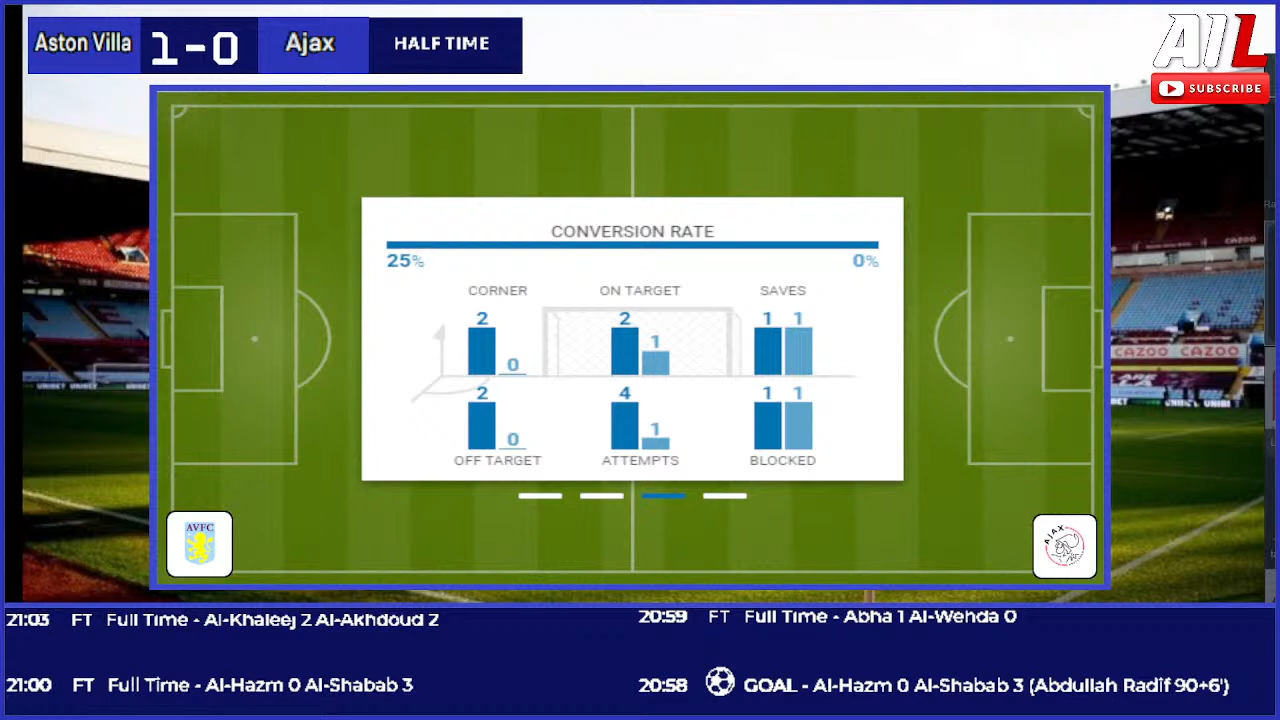 Aston Villa 1-0 Ajax HALF TIME
AIL
SUBSCRIBE
CONVERSION RATE
25% 0%
CORNER ON TARGET SAVES
2 0 2 1 1 1
2 0 4 1 1 1
OFF TARGET ATTEMPTS BLOCKED
AVFC
AJAX
CAZOO
CAZOO CAZOO
UNIBET
21:03 FT Full Time - Al-Khaleej 2 Al-Akhdoud 2
20:59 FT Full Time - Abha 1 Al-Wehda 0
21:00 FT Full Time - Al-Hazm 0 Al-Shabab 3
20:58 GOAL - Al-Hazm 0 Al-Shabab 3 (Abdullah Radif 90+6')